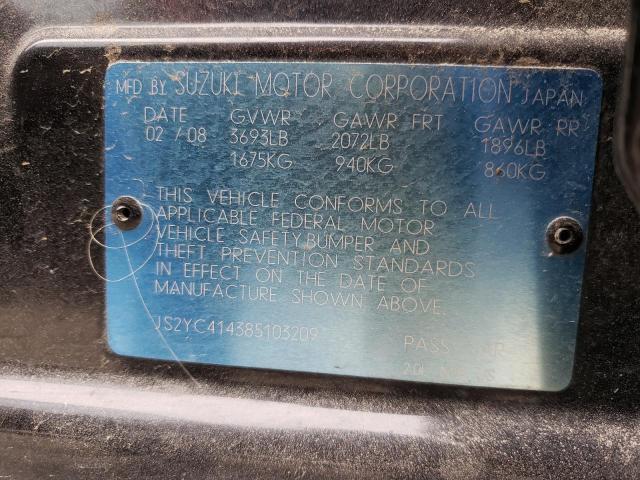 MFD BY SUZUKI MOTOR CORPORATION JAPAN
DATE GVWR GAWR FRT GAWR RR
02 / 08 3693LB 2072LB 1896LB
1675KG 940KG 860KG
THIS VEHICLE CONFORMS TO ALL
APPLICABLE FEDERAL MOTOR
VEHICLE SAFETY,BUMPER AND
THEFT PREVENTION STANDARDS
IN EFFECT ON THE DATE OF
MANUFACTURE SHOWN ABOVE.
JS2YC414385103209 PASS
2.0L